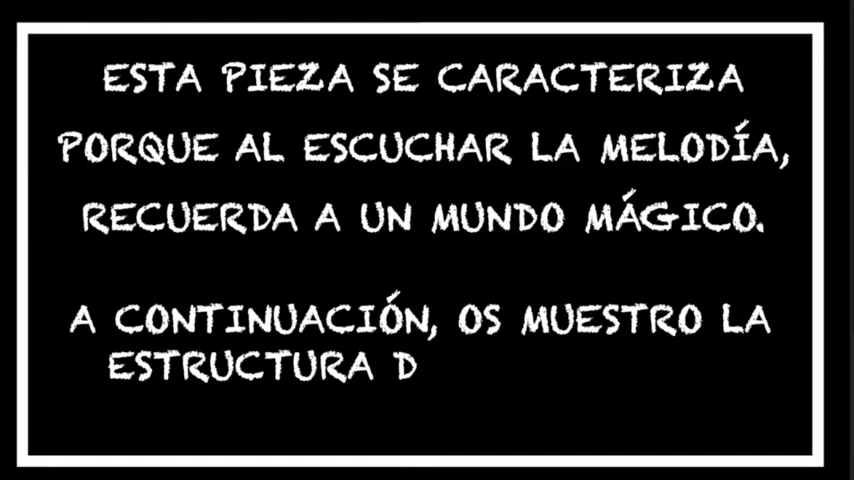 ESTA PIEZA SE CARACTERIZA
PORQUE AL ESCUCHAR LA MELODÍA,
RECUERDA A UN MUNDO MÁGICO.
A CONTINUACIÓN, OS MUESTRO LA
ESTRUCTURA D